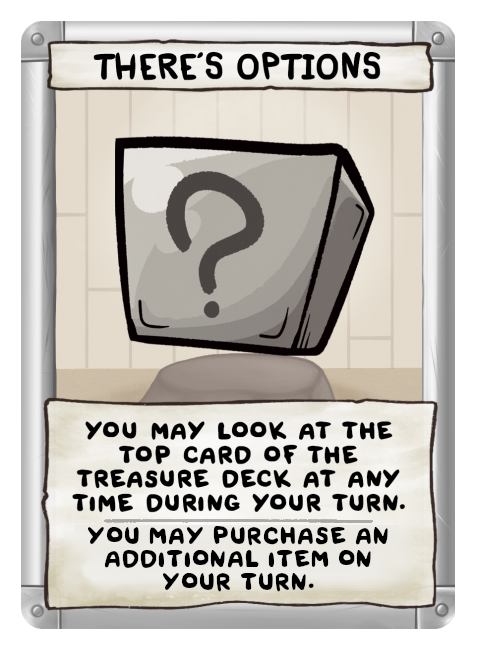 THERE'S OPTIONS
?
YOU MAY LOOK AT THE
TOP CARD OF THE
TREASURE DECK AT ANY
TIME DURING YOUR TURN.
YOU MAY PURCHASE AN
ADDITIONAL ITEM ON
YOUR TURN.